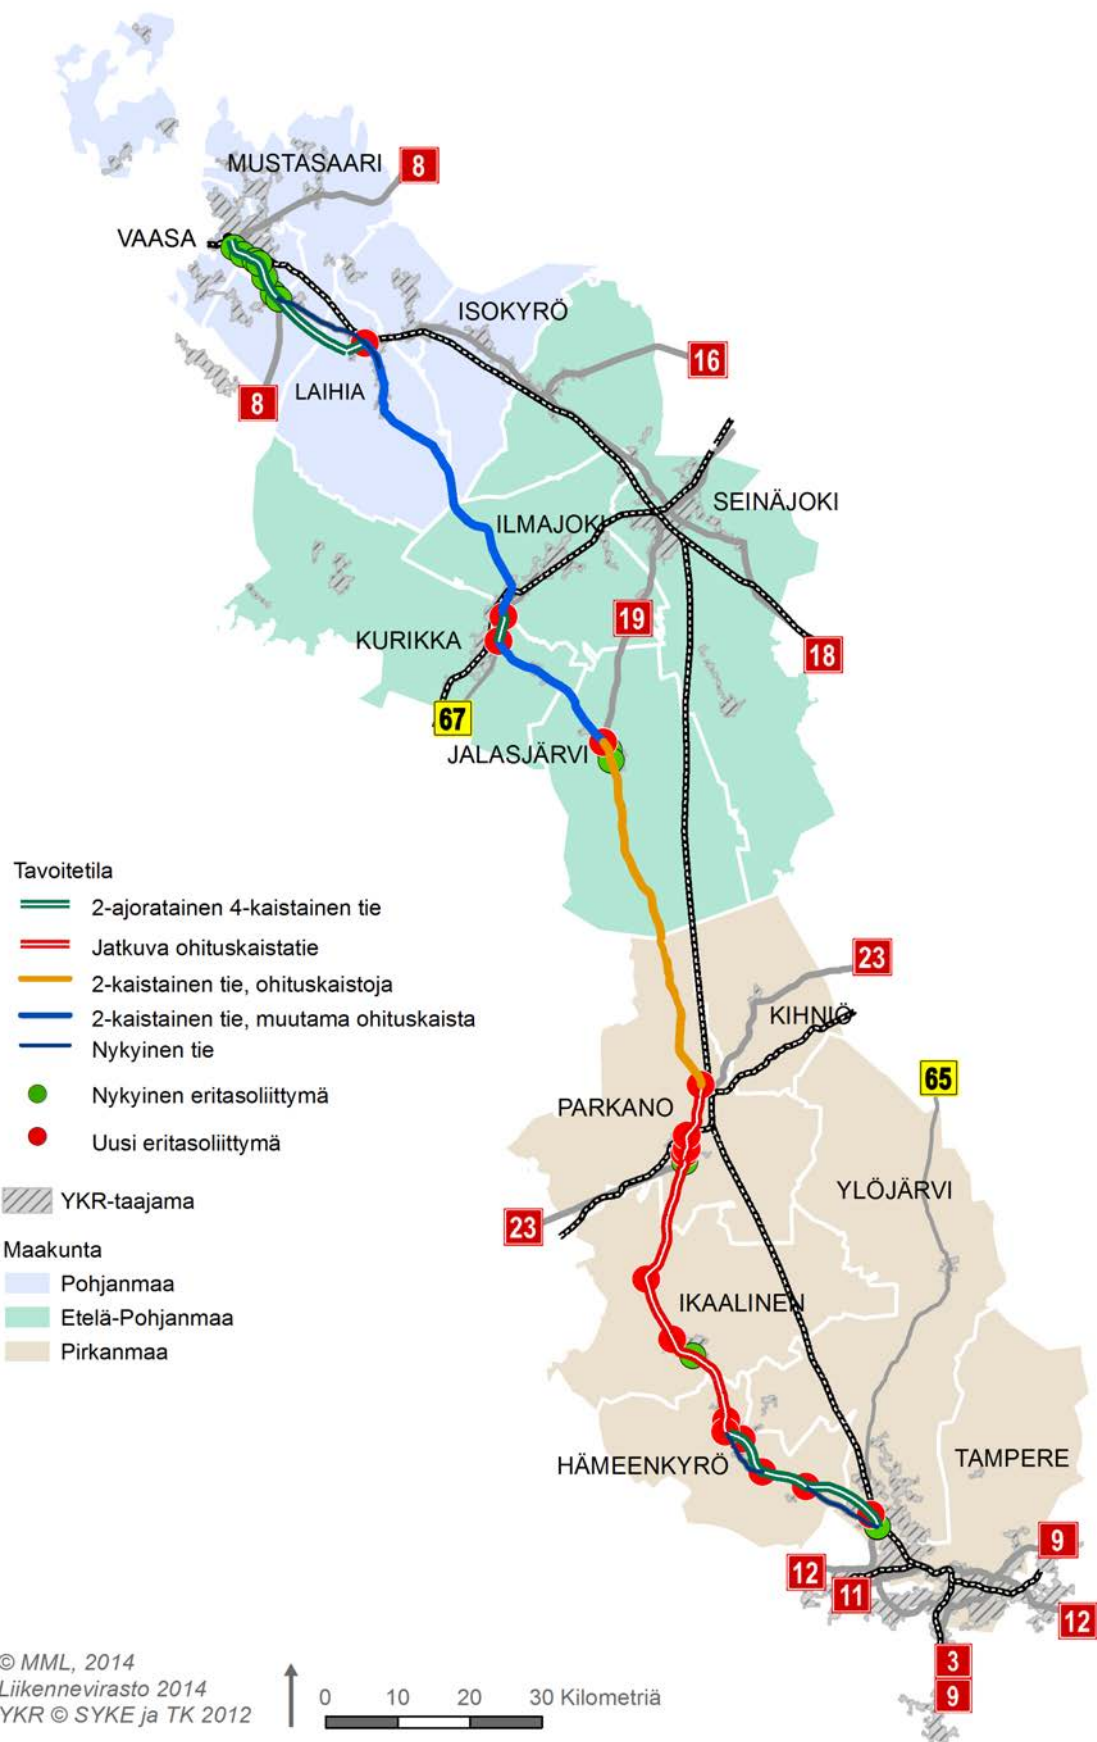 MUSTASAARI
8
VAASA
ISOKYRÖ
16
LAIHIA
8
SEINÄJOKI
ILMAJOKI
19
KURIKKA
18
67
JALASJÄRVI
Tavoitetila
2-ajoratainen 4-kaistainen tie
Jatkuva ohituskaistatie
2-kaistainen tie, ohituskaistoja
2-kaistainen tie, muutama ohituskaista
Nykyinen tie
Nykyinen eritasoliittymä
Uusi eritasoliittymä
YKR-taajama
Maakunta
Pohjanmaa
Etelä-Pohjanmaa
Pirkanmaa
23
KIHNIÖ
65
PARKANO
YLÖJÄRVI
23
IKAALINEN
HÄMEENKYRÖ
TAMPERE
9
12
11
12
3
9
© MML, 2014
Liikennevirasto 2014
YKR © SYKE ja TK 2012
0 10 20 30 Kilometriä